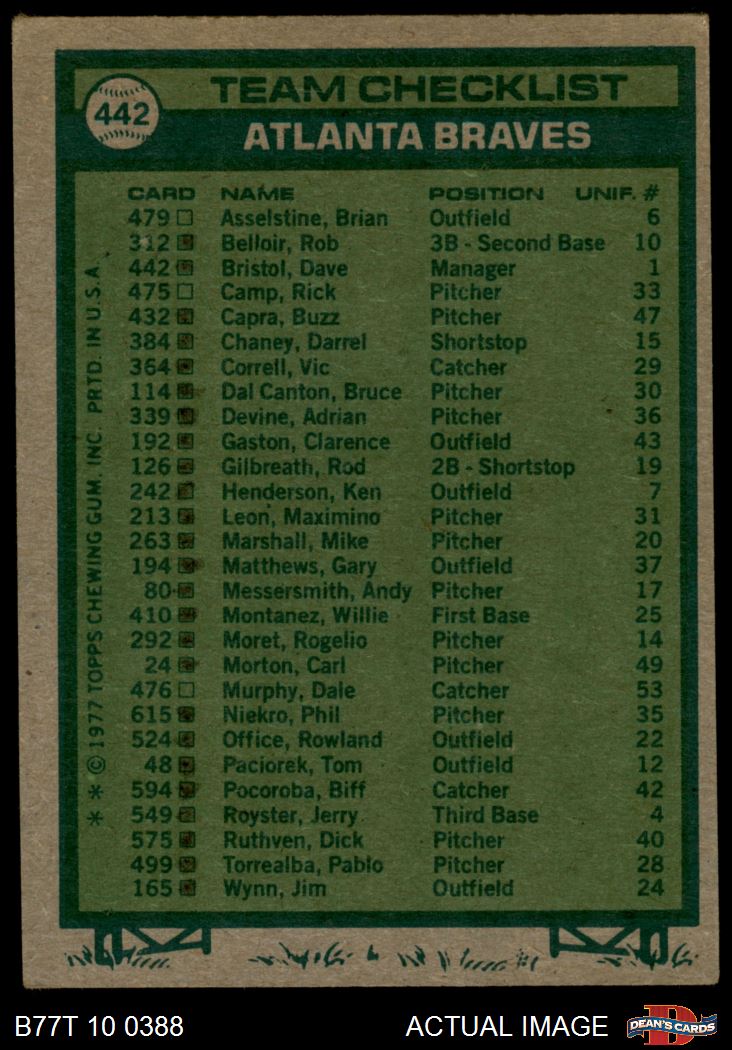 442
TEAM CHECKLIST
ATLANTA BRAVES
CARD NAME POSITION UNIF. #
479 Asselstine, Brian Outfield 6
312 Belloir, Rob 3B - Second Base 10
442 Bristol, Dave Manager 1
475 Camp, Rick Pitcher 33
432 Capra, Buzz Pitcher 47
384 Chaney, Darrel Shortstop 15
364 Correll, Vic Catcher 29
114 Dal Canton, Bruce Pitcher 30
339 Devine, Adrian Pitcher 36
192 Gaston, Clarence Outfield 43
126 Gilbreath, Rod 2B - Shortstop 19
242 Henderson, Ken Outfield 7
213 Leon, Maximino Pitcher 31
263 Marshall, Mike Pitcher 20
194 Matthews, Gary Outfield 37
80 Messersmith, Andy Pitcher 17
410 Montanez, Willie First Base 25
292 Moret, Rogelio Pitcher 14
24 Morton, Carl Pitcher 49
476 Murphy, Dale Catcher 53
615 Niekro, Phil Pitcher 35
524 Office, Rowland Outfield 22
48 Paciorek, Tom Outfield 12
594 Pocoroba, Biff Catcher 42
549 Royster, Jerry Third Base 4
575 Ruthven, Dick Pitcher 40
499 Torrealba, Pablo Pitcher 28
165 Wynn, Jim Outfield 24
* * © 1977 TOPPS CHEWING GUM, INC. PRTD. IN U.S.A.
B77T 10 0388 ACTUAL IMAGE DEAN'S CARDS